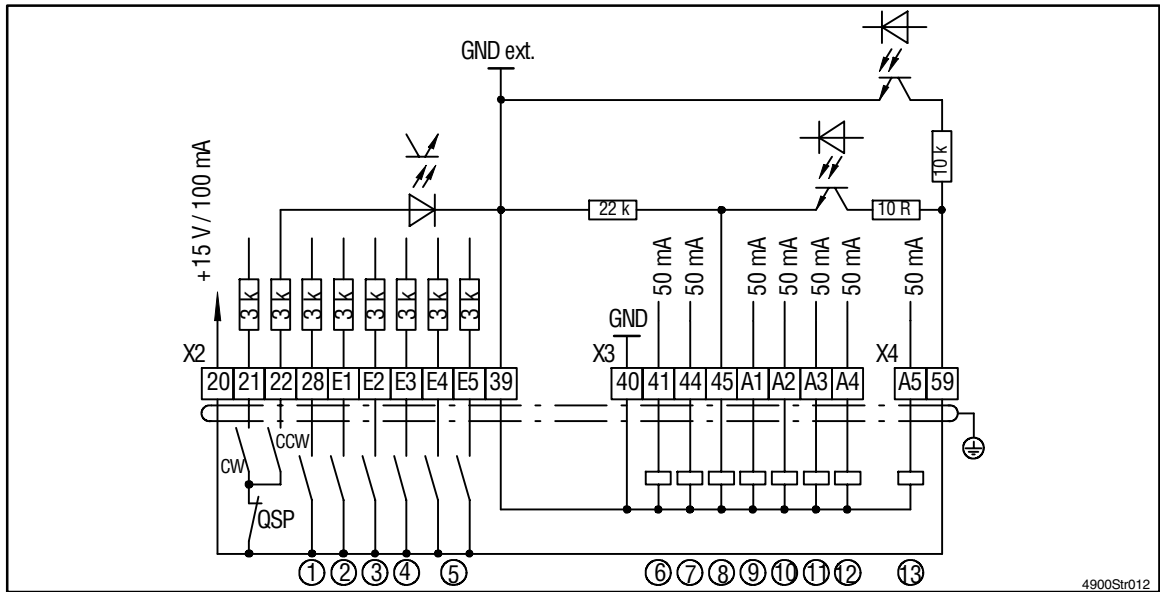 GND ext.
+15 V / 100 mA
10 k
22 k
10 R
3 k
3 k
3 k
3 k
3 k
3 k
3 k
3 k
50 mA
50 mA
50 mA
50 mA
50 mA
50 mA
50 mA
GND
X2
X3
X4
20 21 22 28 E1 E2 E3 E4 E5 39
40 41 44 45 A1 A2 A3 A4
A5 59
CW
CCW
QSP
① ② ③ ④ ⑤ ⑥ ⑦ ⑧ ⑨ ⑩ ⑪ ⑫ ⑬
4900Str012